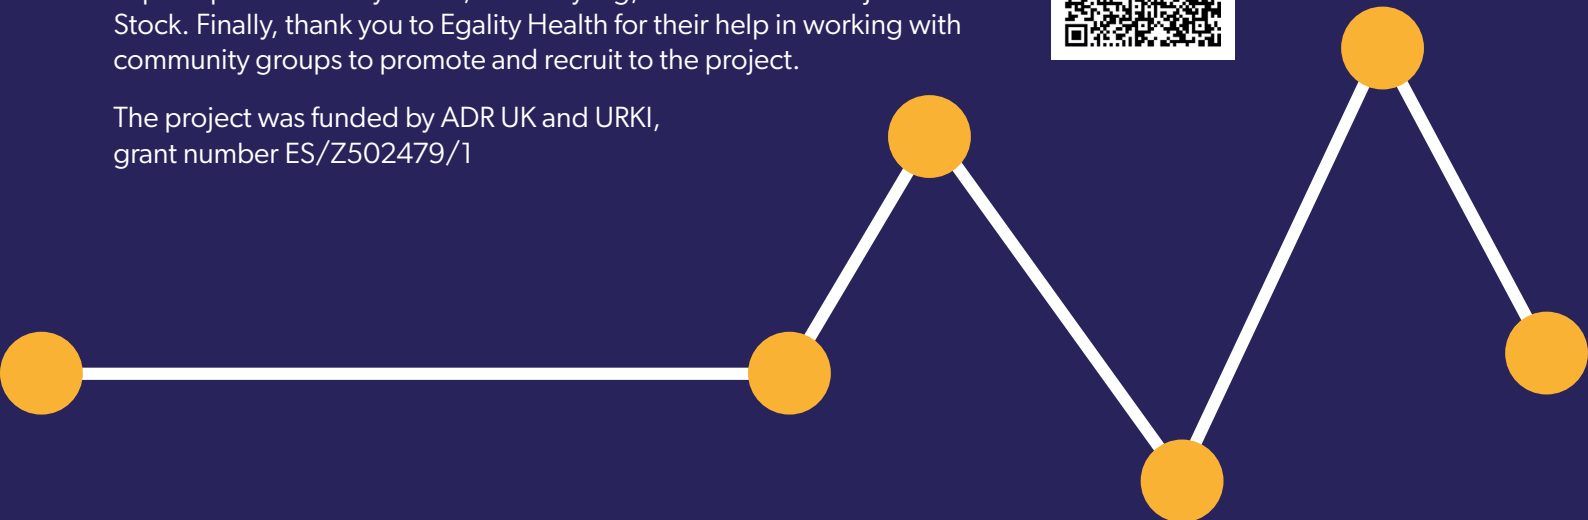 Stock. Finally, thank you to Egality Health for their help in working with
community groups to promote and recruit to the project.
The project was funded by ADR UK and URKI,
grant number ES/Z502479/1